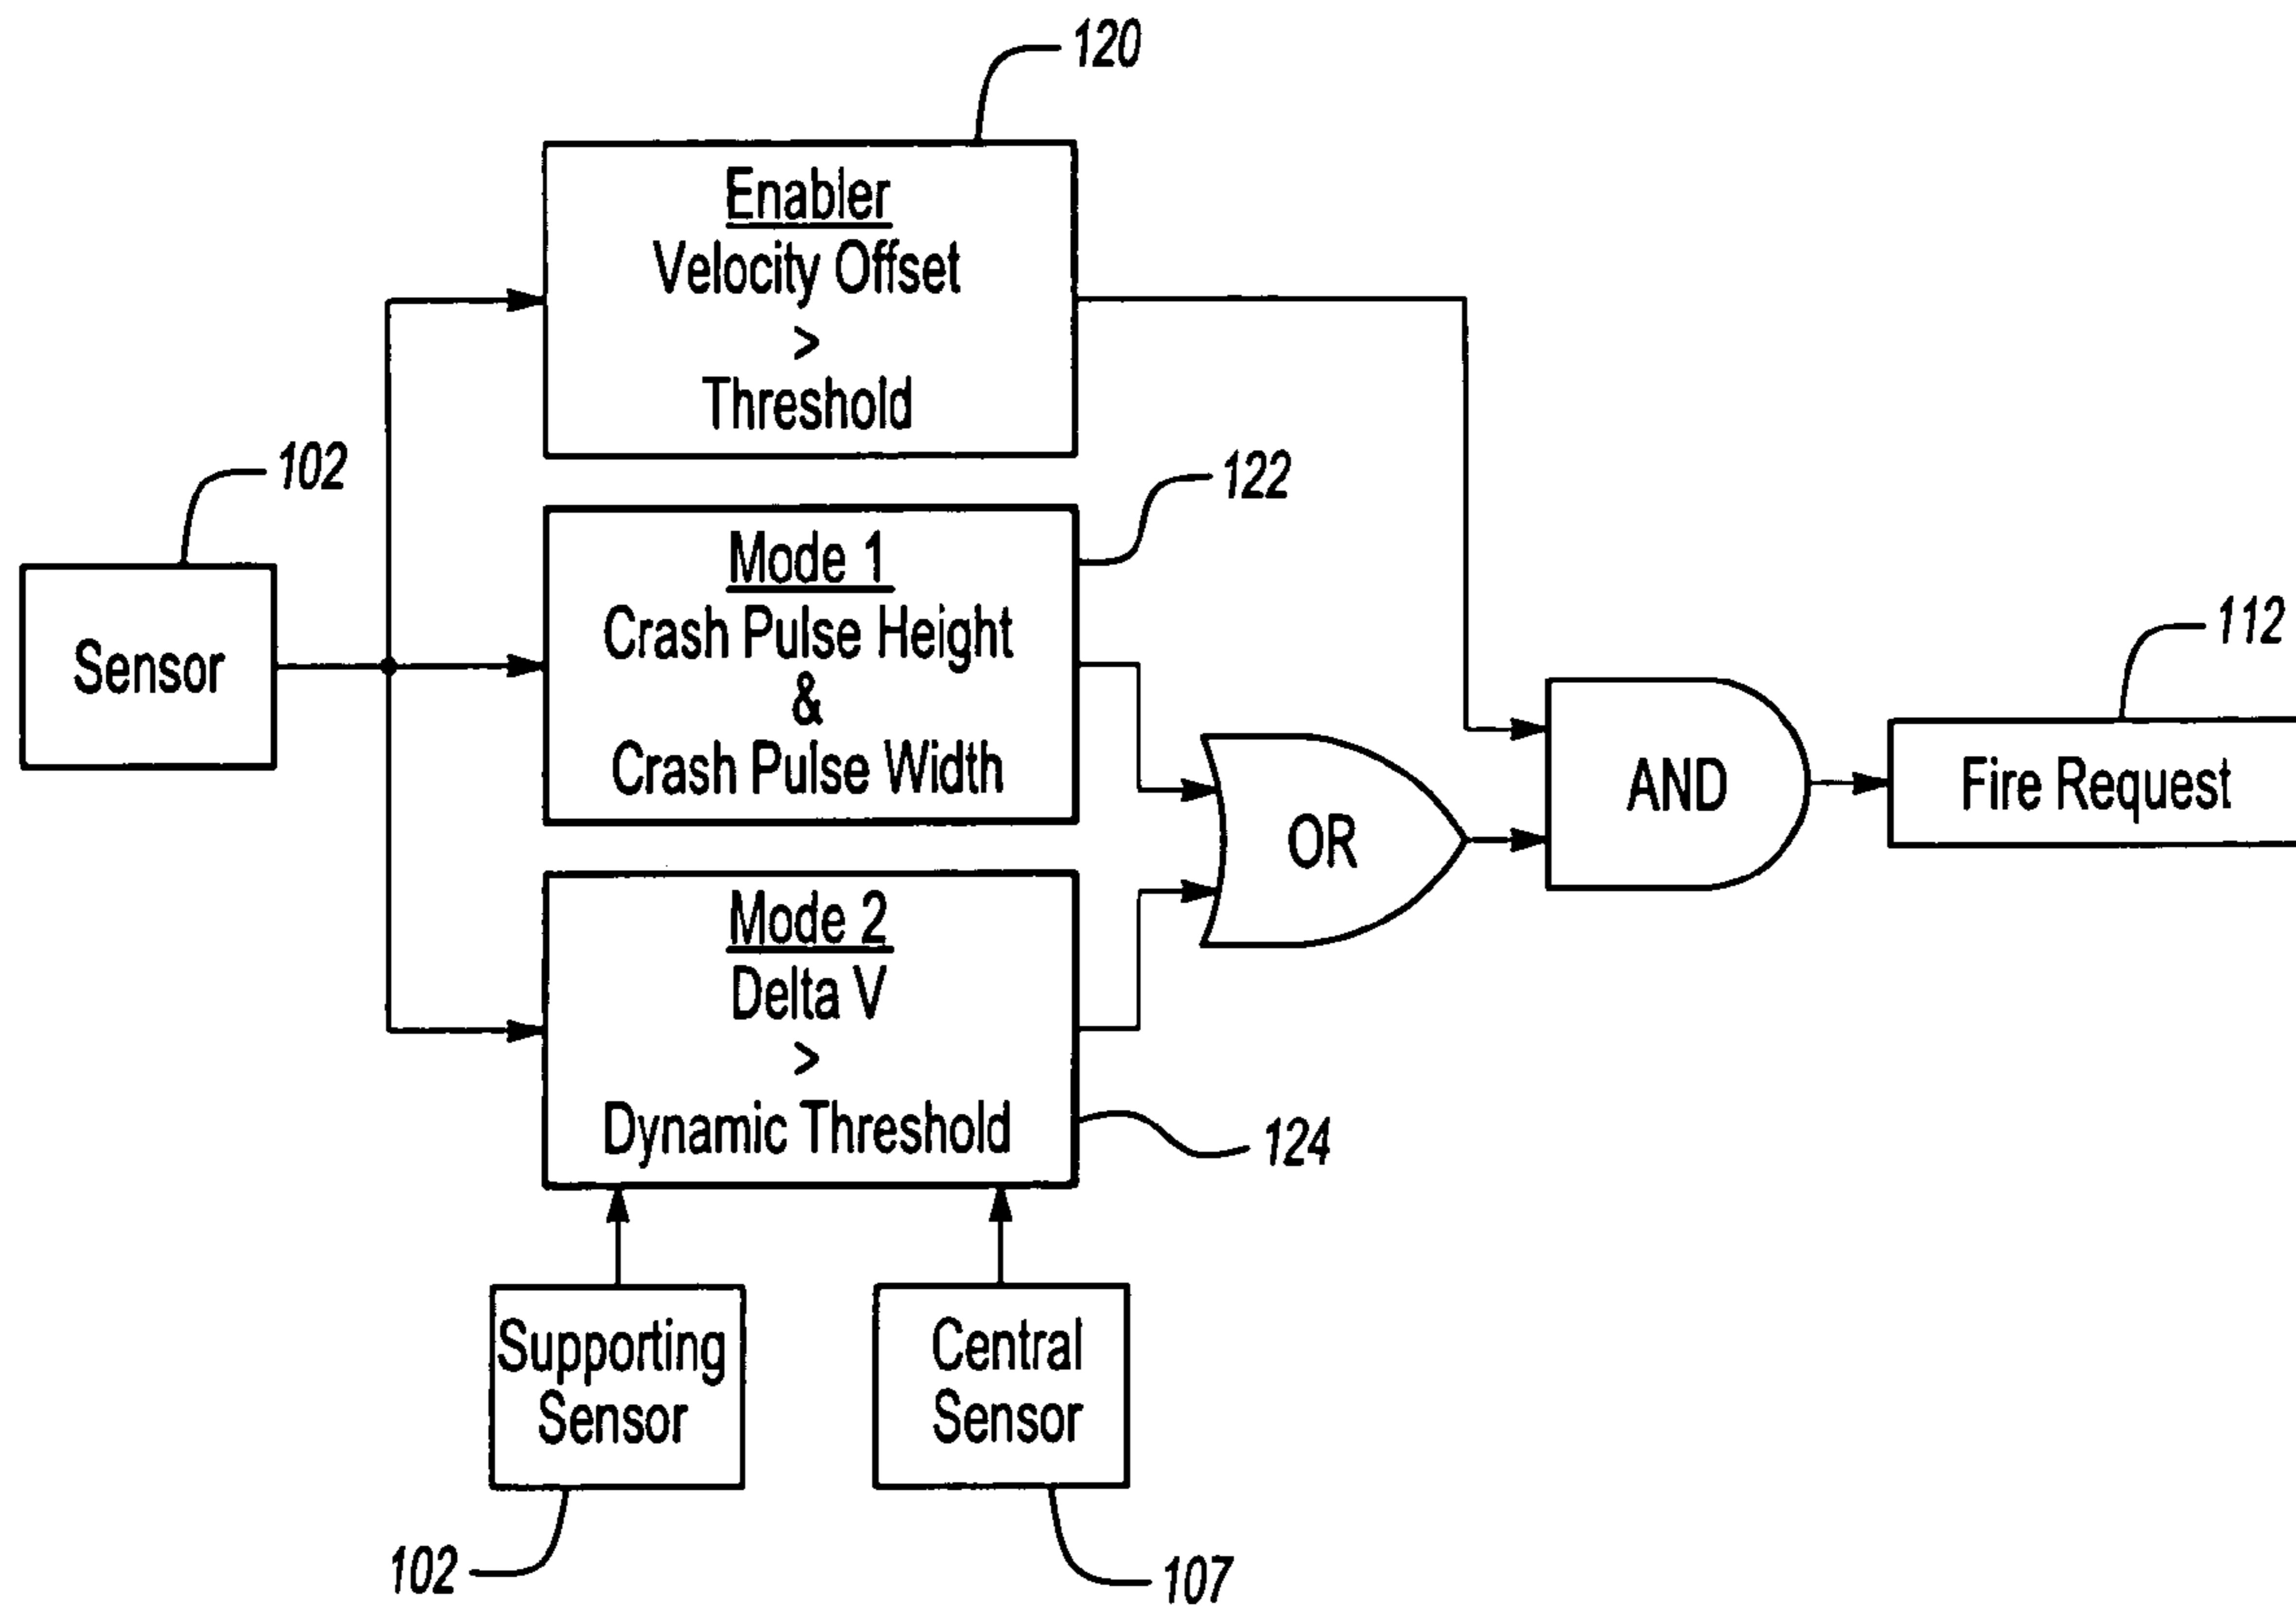 120
Enabler
Velocity Offset
>
Threshold
102
122
Mode 1
Crash Pulse Height
&
Crash Pulse Width
Sensor
112
AND
Fire Request
OR
Mode 2
Delta V
>
Dynamic Threshold
124
Supporting
Sensor
Central
Sensor
102
107